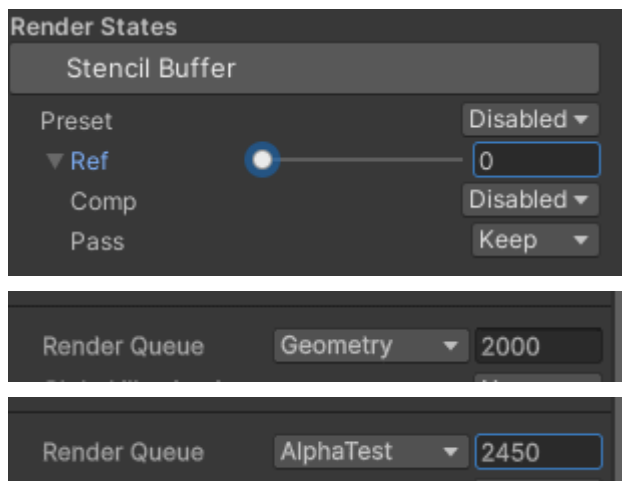 Render States
Stencil Buffer
Preset Disabled
Ref 0
Comp Disabled
Pass Keep
Render Queue Geometry 2000
Render Queue AlphaTest 2450